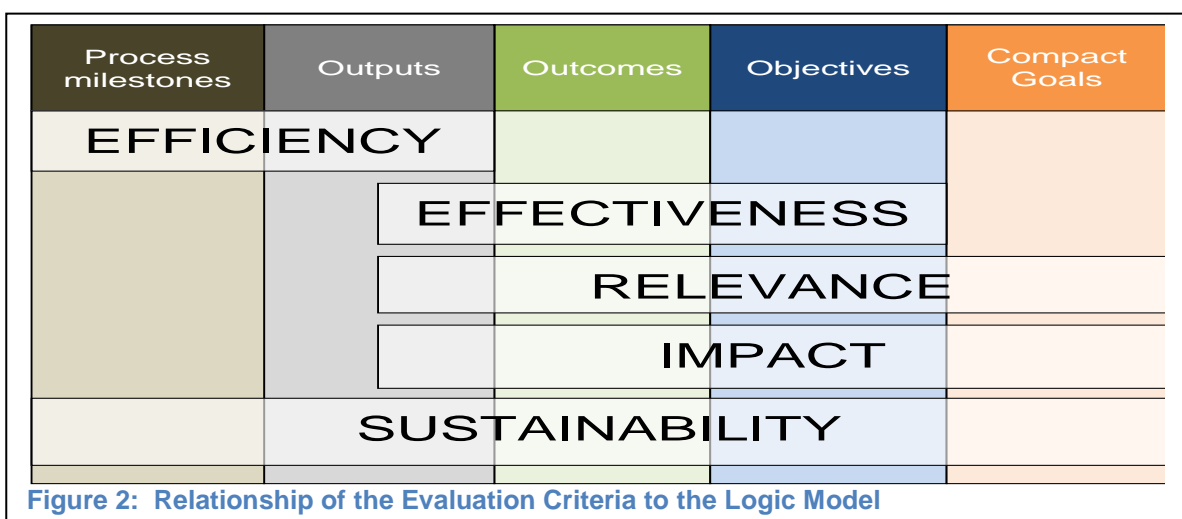 Process
milestones
Outputs
Outcomes
Objectives
Compact
Goals
EFFICIENCY
EFFECTIVENESS
RELEVANCE
IMPACT
SUSTAINABILITY
Figure 2:  Relationship of the Evaluation Criteria to the Logic Model